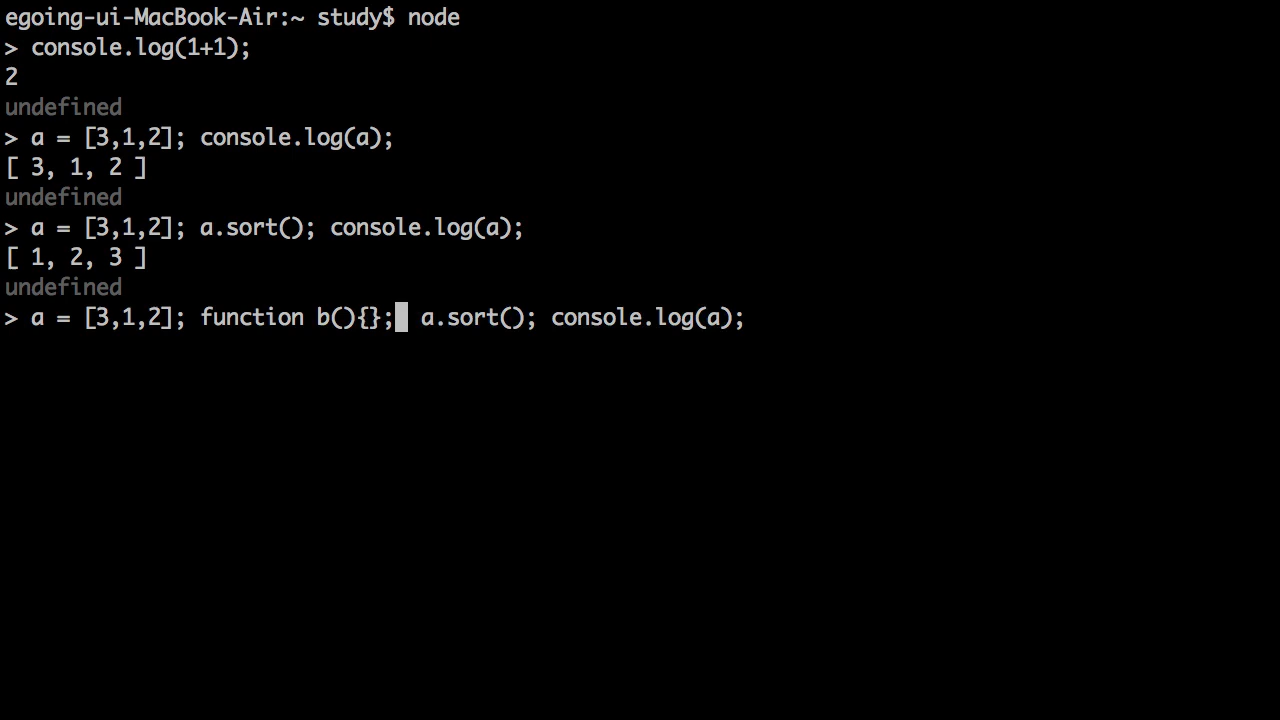 egoing-ui-MacBook-Air:~ study$ node
> console.log(1+1);
2
undefined
> a = [3,1,2]; console.log(a);
[ 3, 1, 2 ]
undefined
> a = [3,1,2]; a.sort(); console.log(a);
[ 1, 2, 3 ]
undefined
> a = [3,1,2]; function b(){}; a.sort(); console.log(a);